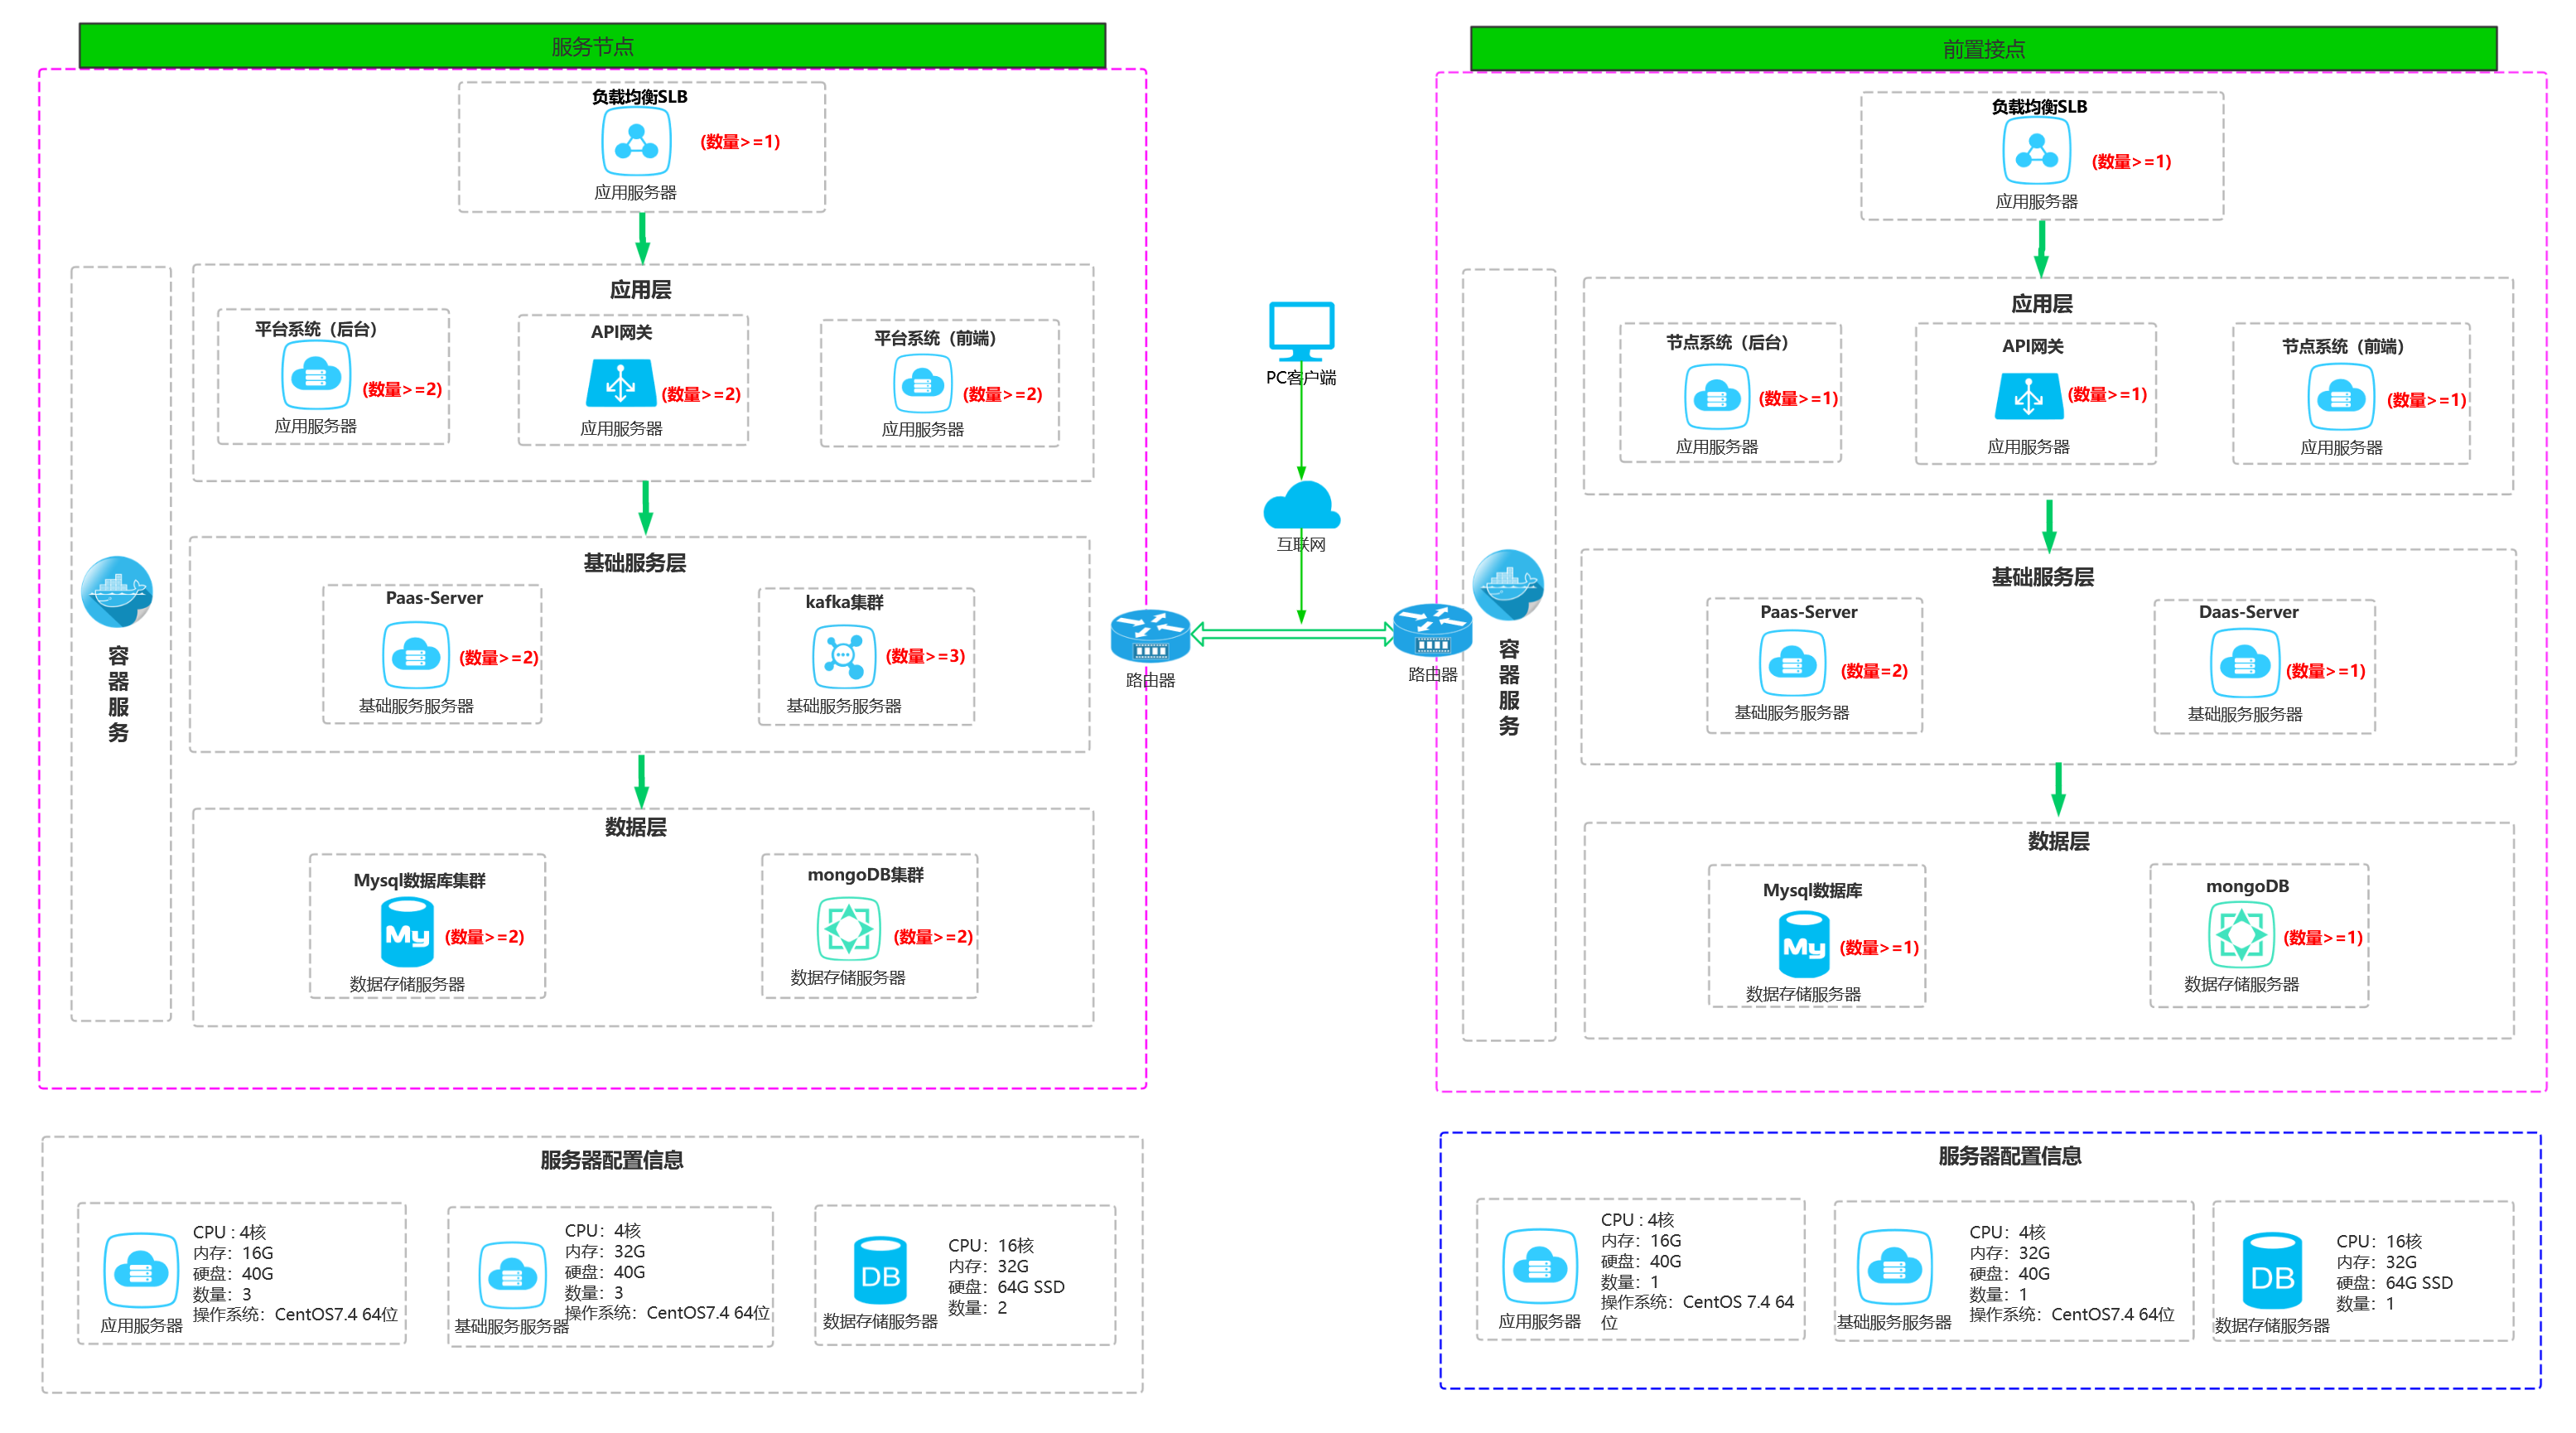 服务节点
负载均衡SLB
(数量>=1)
应用服务器
应用层
平台系统（后台）
(数量>=2)
应用服务器
API网关
(数量>=2)
应用服务器
平台系统（前端）
(数量>=2)
应用服务器
容
器
服
务
基础服务层
Paas-Server
(数量>=2)
基础服务服务器
kafka集群
(数量>=3)
基础服务服务器
数据层
Mysql数据库集群
My
(数量>=2)
数据存储服务器
mongoDB集群
(数量>=2)
数据存储服务器
PC客户端
互联网
路由器
路由器
前置接点
负载均衡SLB
(数量>=1)
应用服务器
应用层
节点系统（后台）
(数量>=1)
应用服务器
API网关
(数量>=1)
应用服务器
节点系统（前端）
(数量>=1)
应用服务器
容
器
服
务
基础服务层
Paas-Server
(数量=2)
基础服务服务器
Daas-Server
(数量>=1)
基础服务服务器
数据层
Mysql数据库
My
(数量>=1)
数据存储服务器
mongoDB
(数量>=1)
数据存储服务器
服务器配置信息
应用服务器
CPU : 4核
内存：16G
硬盘：40G
数量：3
操作系统：CentOS7.4 64位
基础服务服务器
CPU：4核
内存：32G
硬盘：40G
数量：3
操作系统：CentOS7.4 64位
DB
数据存储服务器
CPU：16核
内存：32G
硬盘：64G SSD
数量：2
服务器配置信息
应用服务器
CPU : 4核
内存：16G
硬盘：40G
数量：1
操作系统：CentOS 7.4 64
位
基础服务服务器
CPU：4核
内存：32G
硬盘：40G
数量：1
操作系统：CentOS7.4 64位
DB
数据存储服务器
CPU：16核
内存：32G
硬盘：64G SSD
数量：1